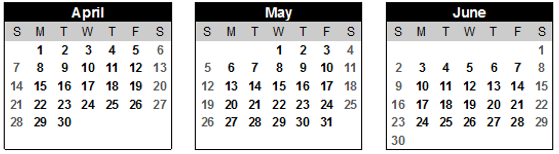 April
S M T W T F S
1 2 3 4 5 6
7 8 9 10 11 12 13
14 15 16 17 18 19 20
21 22 23 24 25 26 27
28 29 30
May
S M T W T F S
1 2 3 4
5 6 7 8 9 10 11
12 13 14 15 16 17 18
19 20 21 22 23 24 25
26 27 28 29 30 31
June
S M T W T F S
1
2 3 4 5 6 7 8
9 10 11 12 13 14 15
16 17 18 19 20 21 22
23 24 25 26 27 28 29
30